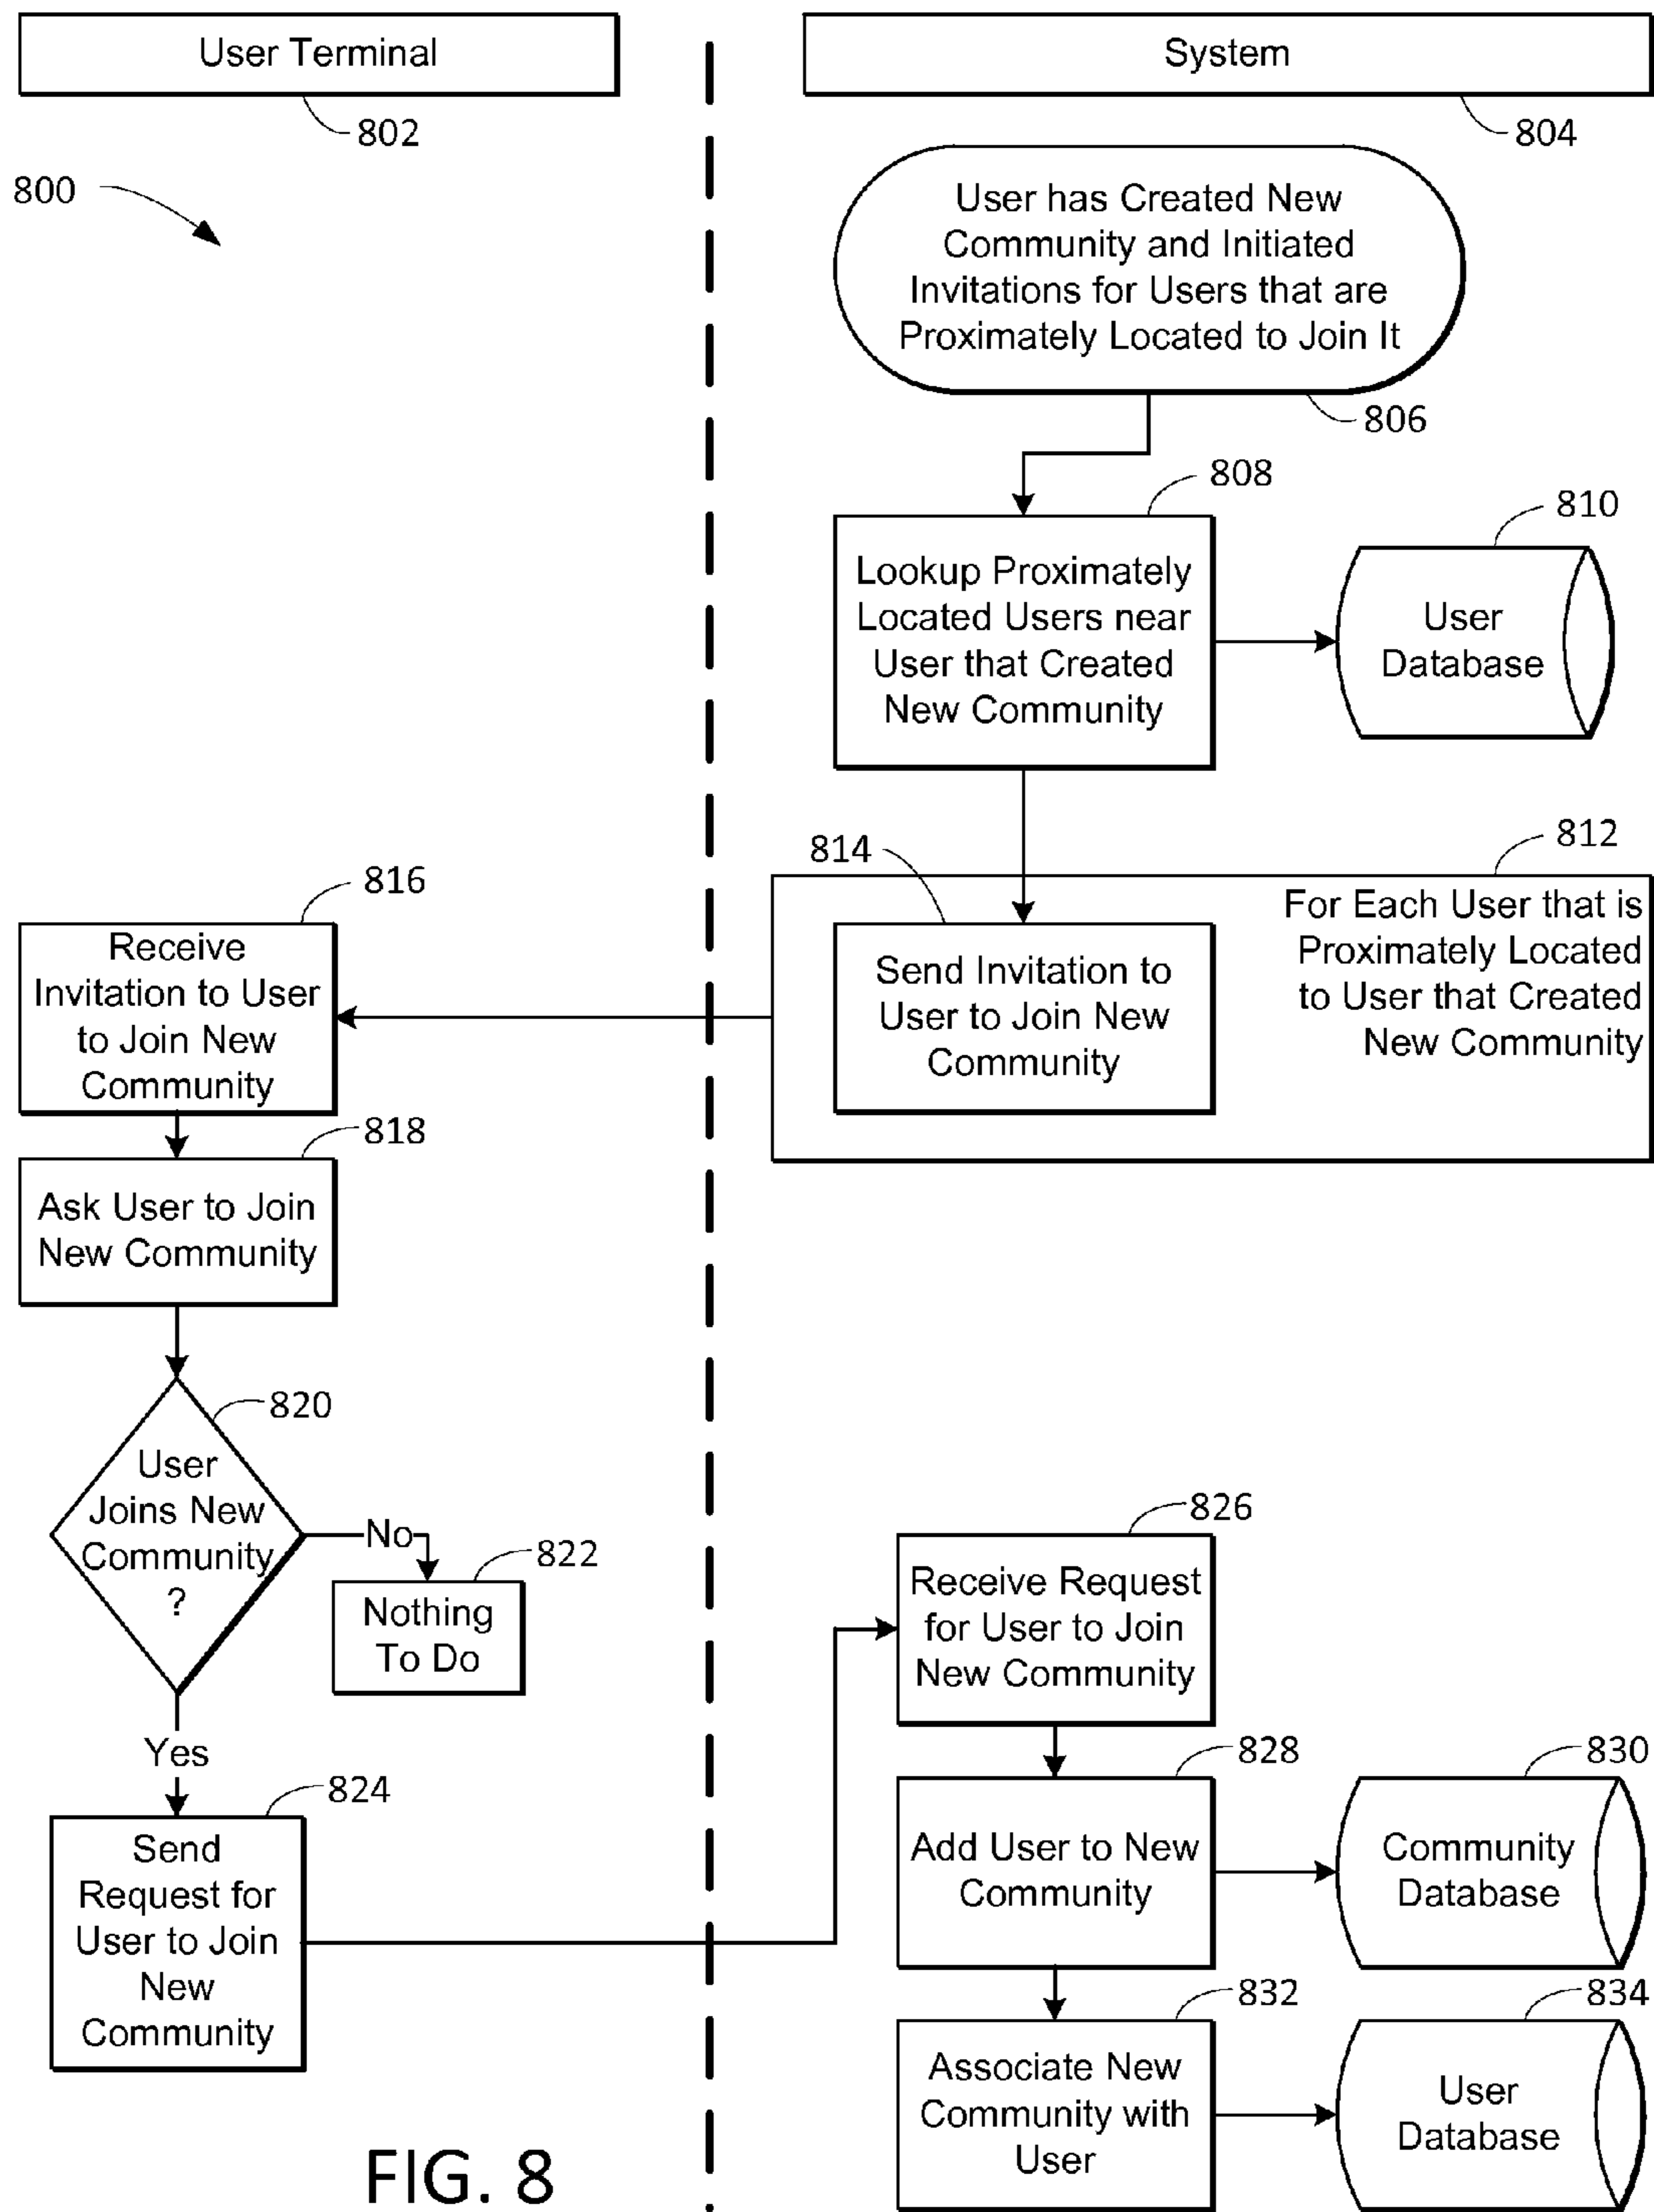 User Terminal
System
802
804
800
User has Created New
Community and Initiated
Invitations for Users that are
Proximately Located to Join It
806
808
810
Lookup Proximately
Located Users near
User that Created
New Community
User
Database
812
814
For Each User that is
Proximately Located
to User that Created
New Community
Send Invitation to
User to Join New
Community
816
Receive
Invitation to User
to Join New
Community
818
Ask User to Join
New Community
820
User
Joins New
Community
?
No
822
Nothing
To Do
Yes
824
Send
Request for
User to Join
New
Community
826
Receive Request
for User to Join
New Community
828
830
Add User to New
Community
Community
Database
832
834
Associate New
Community with
User
User
Database
FIG. 8